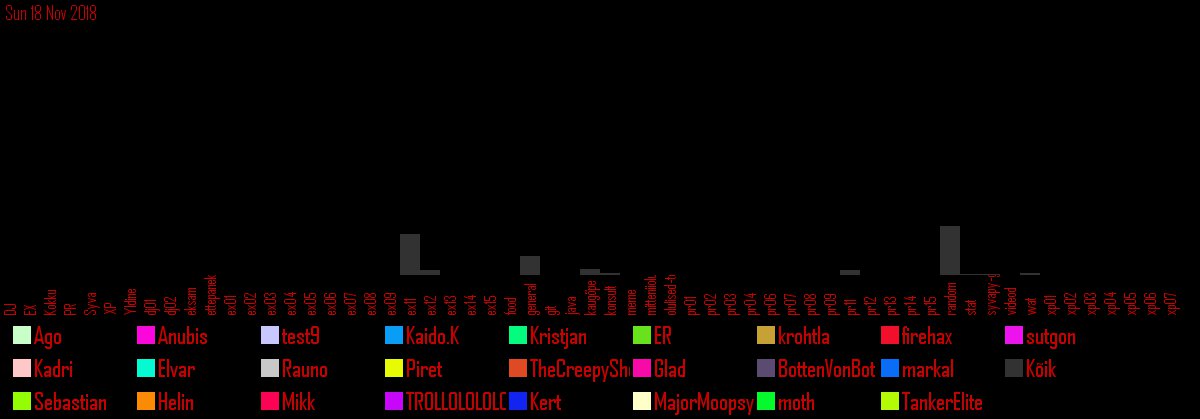 Sun 18 Nov 2018
DJ EX Kokku PR Syva XP Yldine dj01 dj02 eksam ettepanek ex01 ex02 ex03 ex04 ex05 ex06 ex07 ex08 ex09 ex11 ex12 ex13 ex14 ex15 food general git java kaugõpe konsult meme mitteriiol. olulised-h pr01 pr02 pr03 pr04 pr06 pr07 pr08 pr09 pr11 pr12 pr13 pr14 pr15 random stat syvapy-g videod wat xp01 xp02 xp03 xp04 xp05 xp06 xp07
Ago Anubis test9 Kaido.K Kristjan ER krohtla firehax sutgon
Kadri Elvar Rauno Piret TheCreepySh Glad BottenVonBot markal Kõik
Sebastian Helin Mikk TROLLOLOLOLO Kert MajorMoopsy moth TankerElite